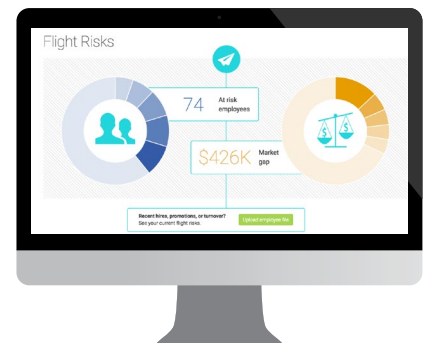 Flight Risks
74
At risk
employees
$426K
Market
gap
$
$
Recent hires, promotions, or turnover?
See your current flight risks.
Upload employee file